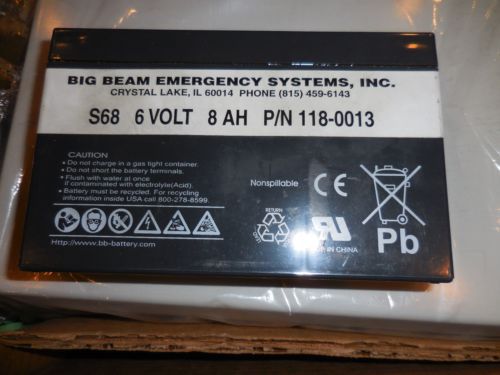 BIG BEAM EMERGENCY SYSTEMS, INC.
CRYSTAL LAKE, IL 60014 PHONE (815) 459-6143
S68 6 VOLT 8 AH P/N 118-0013
CAUTION
• Do not charge in a gas tight container.
• Do not short the battery terminals.
• Flush with water at once
if contaminated with electrolyte(Acid).
• Battery must be recycled. For recycling
information inside USA call 800-278-8599.
http://www.bb-battery.com
Nonspillable
RETURN
RECYCLE
MADE IN CHINA
Pb